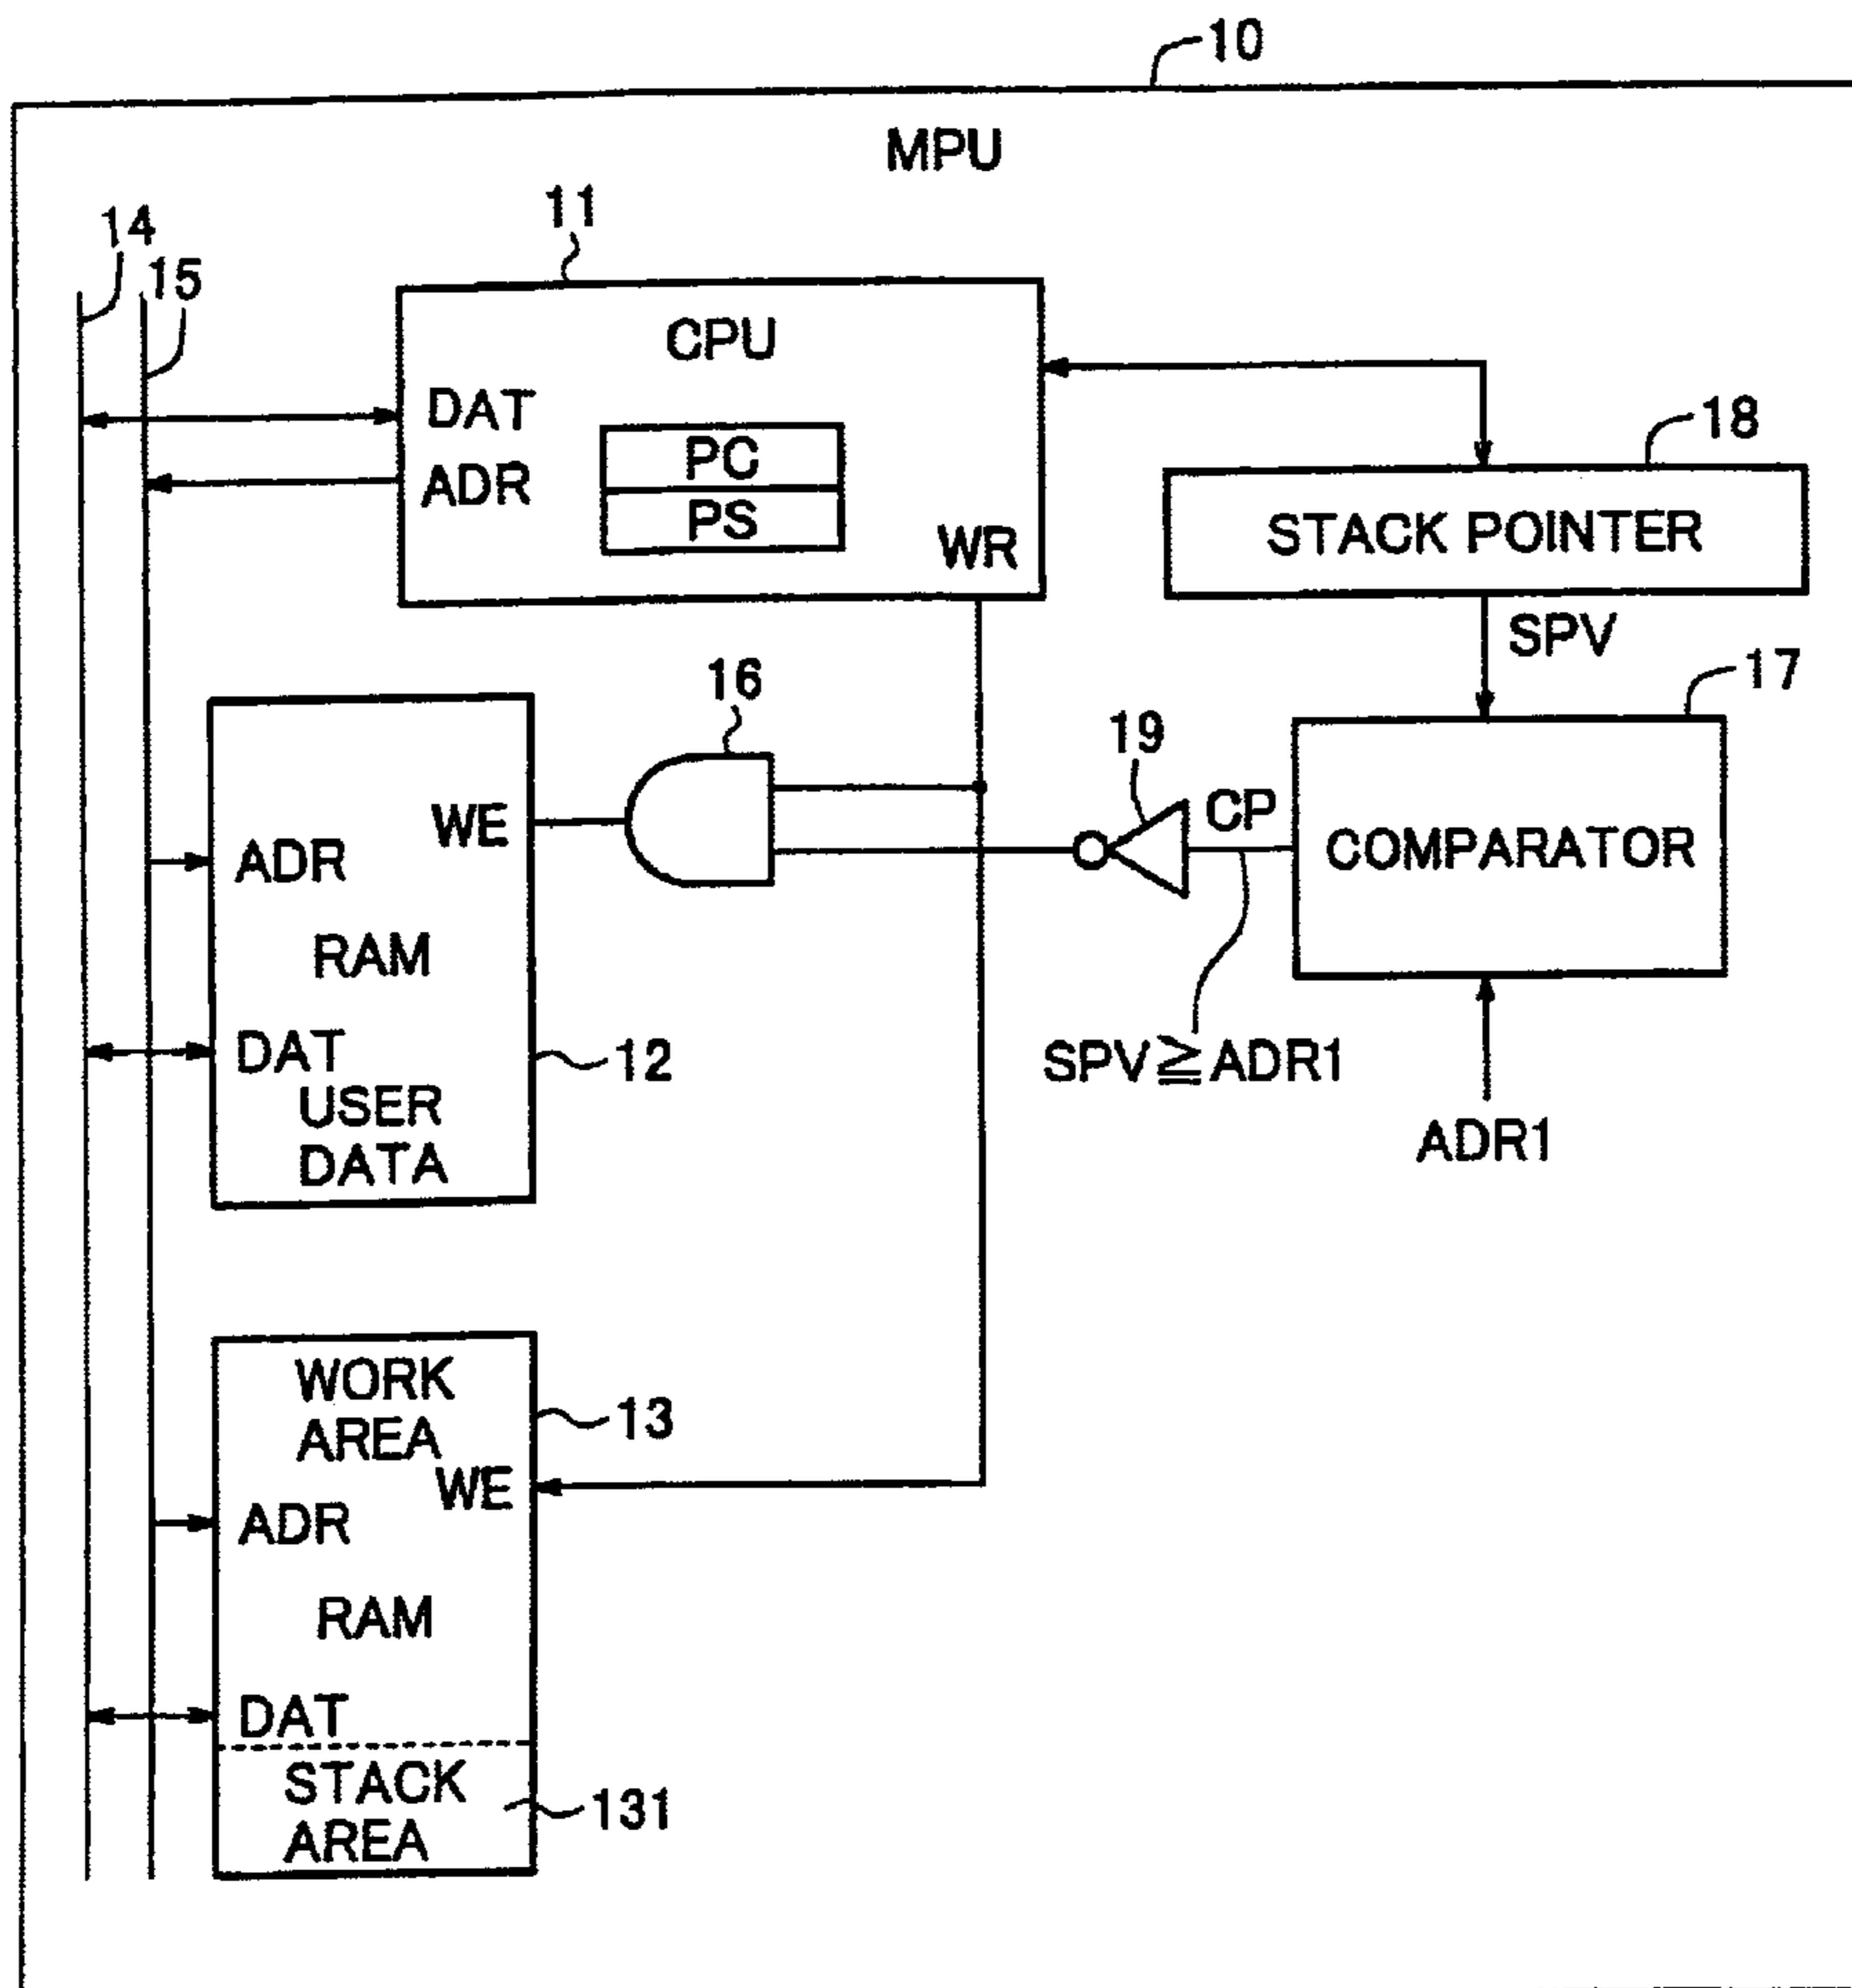 10
MPU
14
15
11
CPU
DAT
ADR
PC
PS
WR
18
STACK POINTER
SPV
17
16
19
CP
COMPARATOR
WE
ADR
RAM
DAT
USER
DATA
12
SPV≧ADR1
ADR1
WORK
AREA
13
WE
ADR
RAM
DAT
STACK
AREA
131